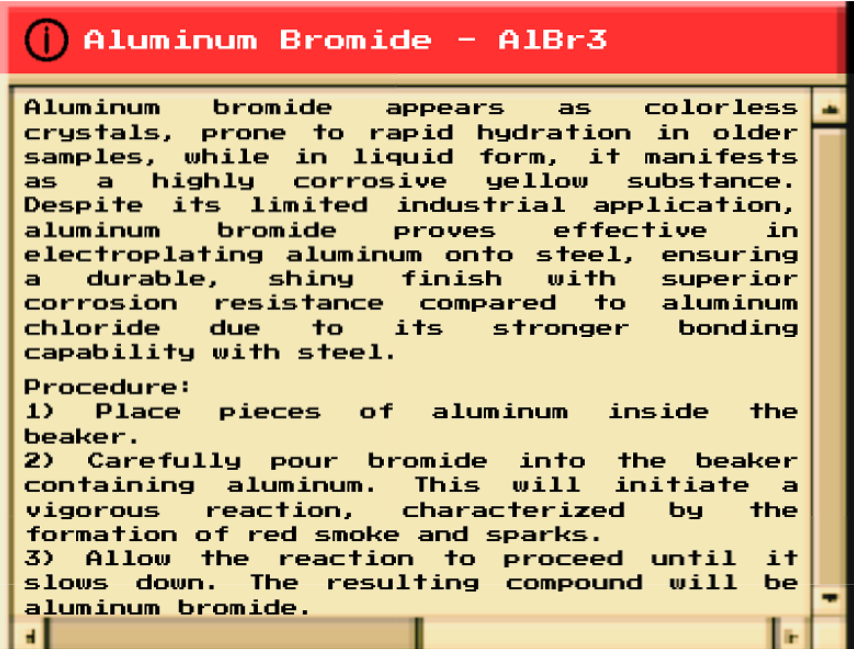 Aluminum Bromide - AlBr3
Aluminum bromide appears as colorless
crystals, prone to rapid hydration in older
samples, while in liquid form, it manifests
as a highly corrosive yellow substance.
Despite its limited industrial application,
aluminum bromide proves effective in
electroplating aluminum onto steel, ensuring
a durable, shiny finish with superior
corrosion resistance compared to aluminum
chloride due to its stronger bonding
capability with steel.
Procedure:
1) Place pieces of aluminum inside the
beaker.
2) Carefully pour bromide into the beaker
containing aluminum. This will initiate a
vigorous reaction, characterized by the
formation of red smoke and sparks.
3) Allow the reaction to proceed until it
slows down. The resulting compound will be
aluminum bromide.